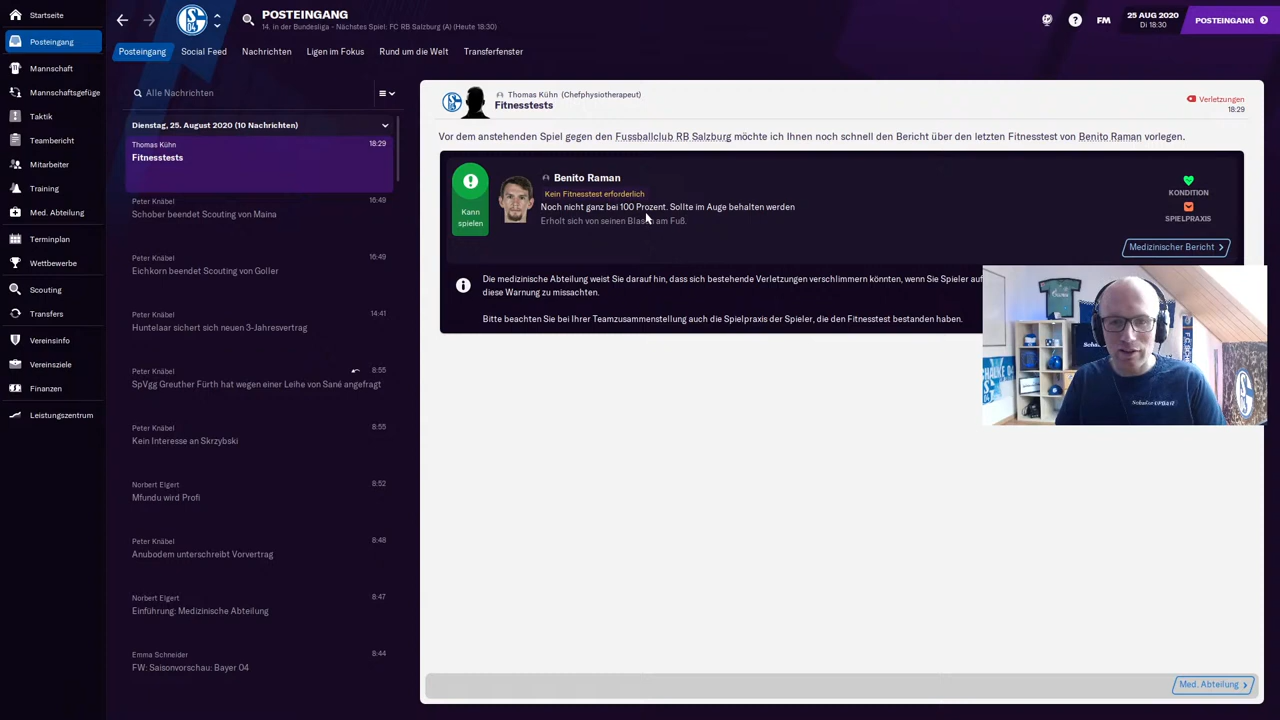 Startseite
Posteingang
Mannschaft
Mannschaftsgefüge
Taktik
Teambericht
Mitarbeiter
Training
Med. Abteilung
Terminplan
Wettbewerbe
Scouting
Transfers
Vereinsinfo
Vereinsziele
Finanzen
Leistungszentrum
POSTEINGANG
14. in der Bundesliga - Nächstes Spiel: FC RB Salzburg (A) (Heute 18:30)
FM
25 AUG 2020
Di 18:30
POSTEINGANG
Posteingang
Social Feed
Nachrichten
Ligen im Fokus
Rund um die Welt
Transferfenster
Alle Nachrichten
Dienstag, 25. August 2020 (10 Nachrichten)
Thomas Kühn 18:29
Fitnesstests
Peter Knäbel 16:49
Schober beendet Scouting von Maina
Peter Knäbel 16:49
Eichkorn beendet Scouting von Goller
Peter Knäbel 14:41
Huntelaar sichert sich neuen 3-Jahresvertrag
Peter Knäbel 8:55
SpVgg Greuther Fürth hat wegen einer Leihe von Sané angefragt
Peter Knäbel 8:55
Kein Interesse an Skrzybski
Norbert Elgert 8:52
Mfundu wird Profi
Peter Knäbel 8:48
Anubodem unterschreibt Vorvertrag
Norbert Elgert 8:47
Einführung: Medizinische Abteilung
Emma Schneider 8:44
FW: Saisonvorschau: Bayer 04
Thomas Kühn (Chefphysiotherapeut)
Fitnesstests
Verletzungen
18:29
Vor dem anstehenden Spiel gegen den Fussballclub RB Salzburg möchte ich Ihnen noch schnell den Bericht über den letzten Fitnesstest von Benito Raman vorlegen.
Kann
spielen
Benito Raman
Kein Fitnesstest erforderlich
Noch nicht ganz bei 100 Prozent. Sollte im Auge behalten werden
Erholt sich von seinen Blasen am Fuß.
KONDITION
SPIELPRAXIS
Medizinischer Bericht
Die medizinische Abteilung weist Sie darauf hin, dass sich bestehende Verletzungen verschlimmern könnten, wenn Sie Spieler auf
diese Warnung zu missachten.
Bitte beachten Sie bei Ihrer Teamzusammenstellung auch die Spielpraxis der Spieler, die den Fitnesstest bestanden haben.
Med. Abteilung